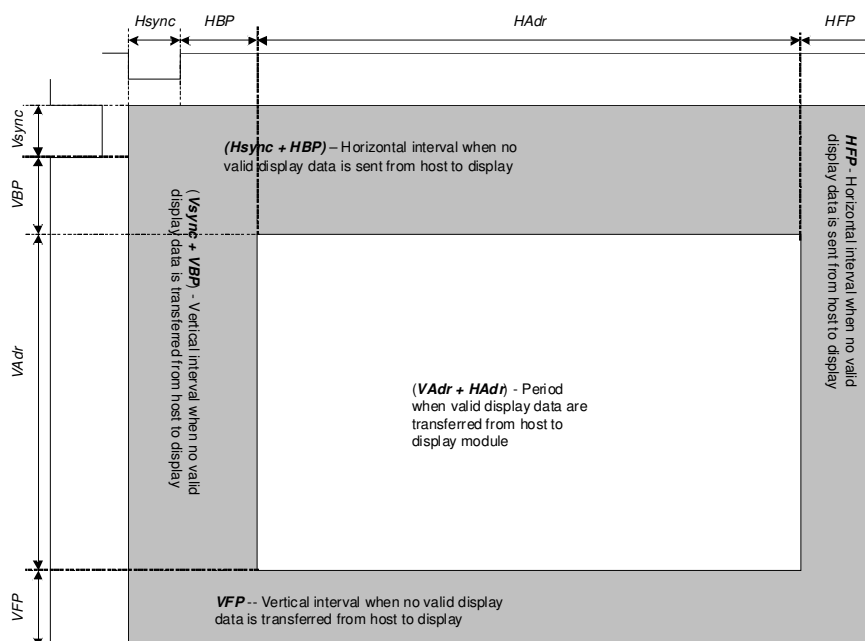 Hsync
HBP
HAdr
HFP
Vsync
VBP
VAdr
VFP
(Hsync + HBP) – Horizontal interval when no
valid display data is sent from host to display
(Vsync + VBP) - Vertical interval when no valid
display data is transferred from host to display
HFP - Horizontal interval when no valid
display data is sent from host to display
(VAdr + HAdr) - Period
when valid display data are
transferred from host to
display module
VFP -- Vertical interval when no valid display
data is transferred from host to display